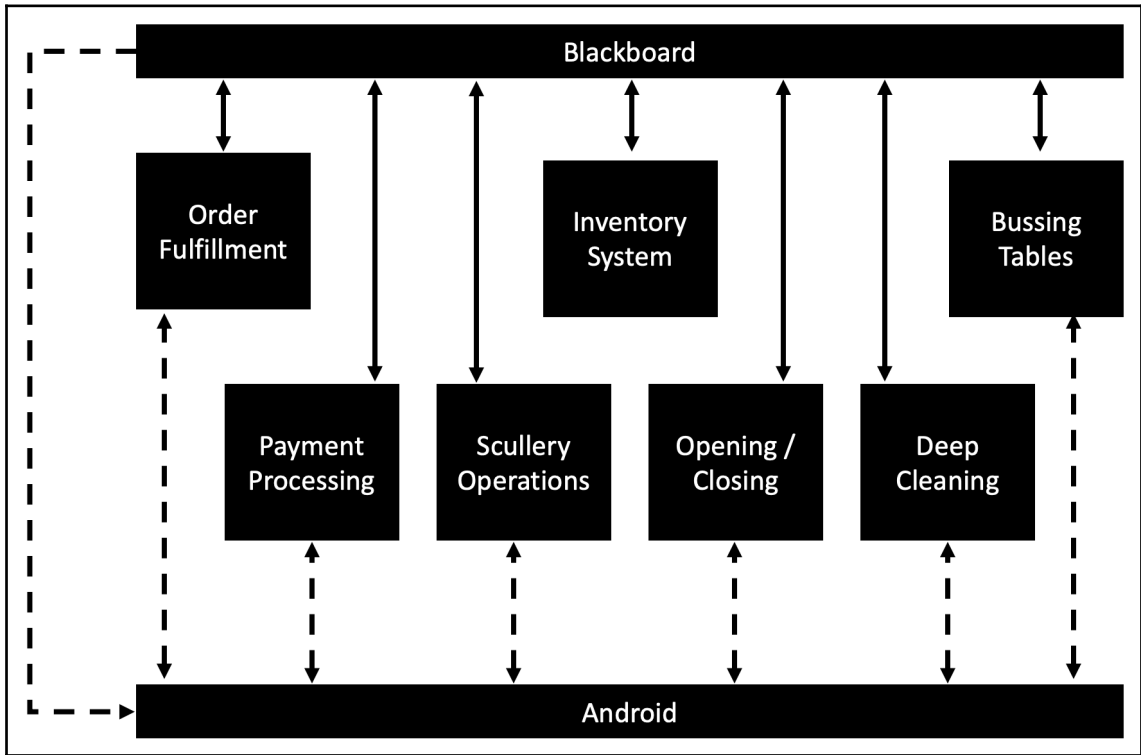 Blackboard
Order
Fulfillment
Inventory
System
Bussing
Tables
Payment
Processing
Scullery
Operations
Opening /
Closing
Deep
Cleaning
Android